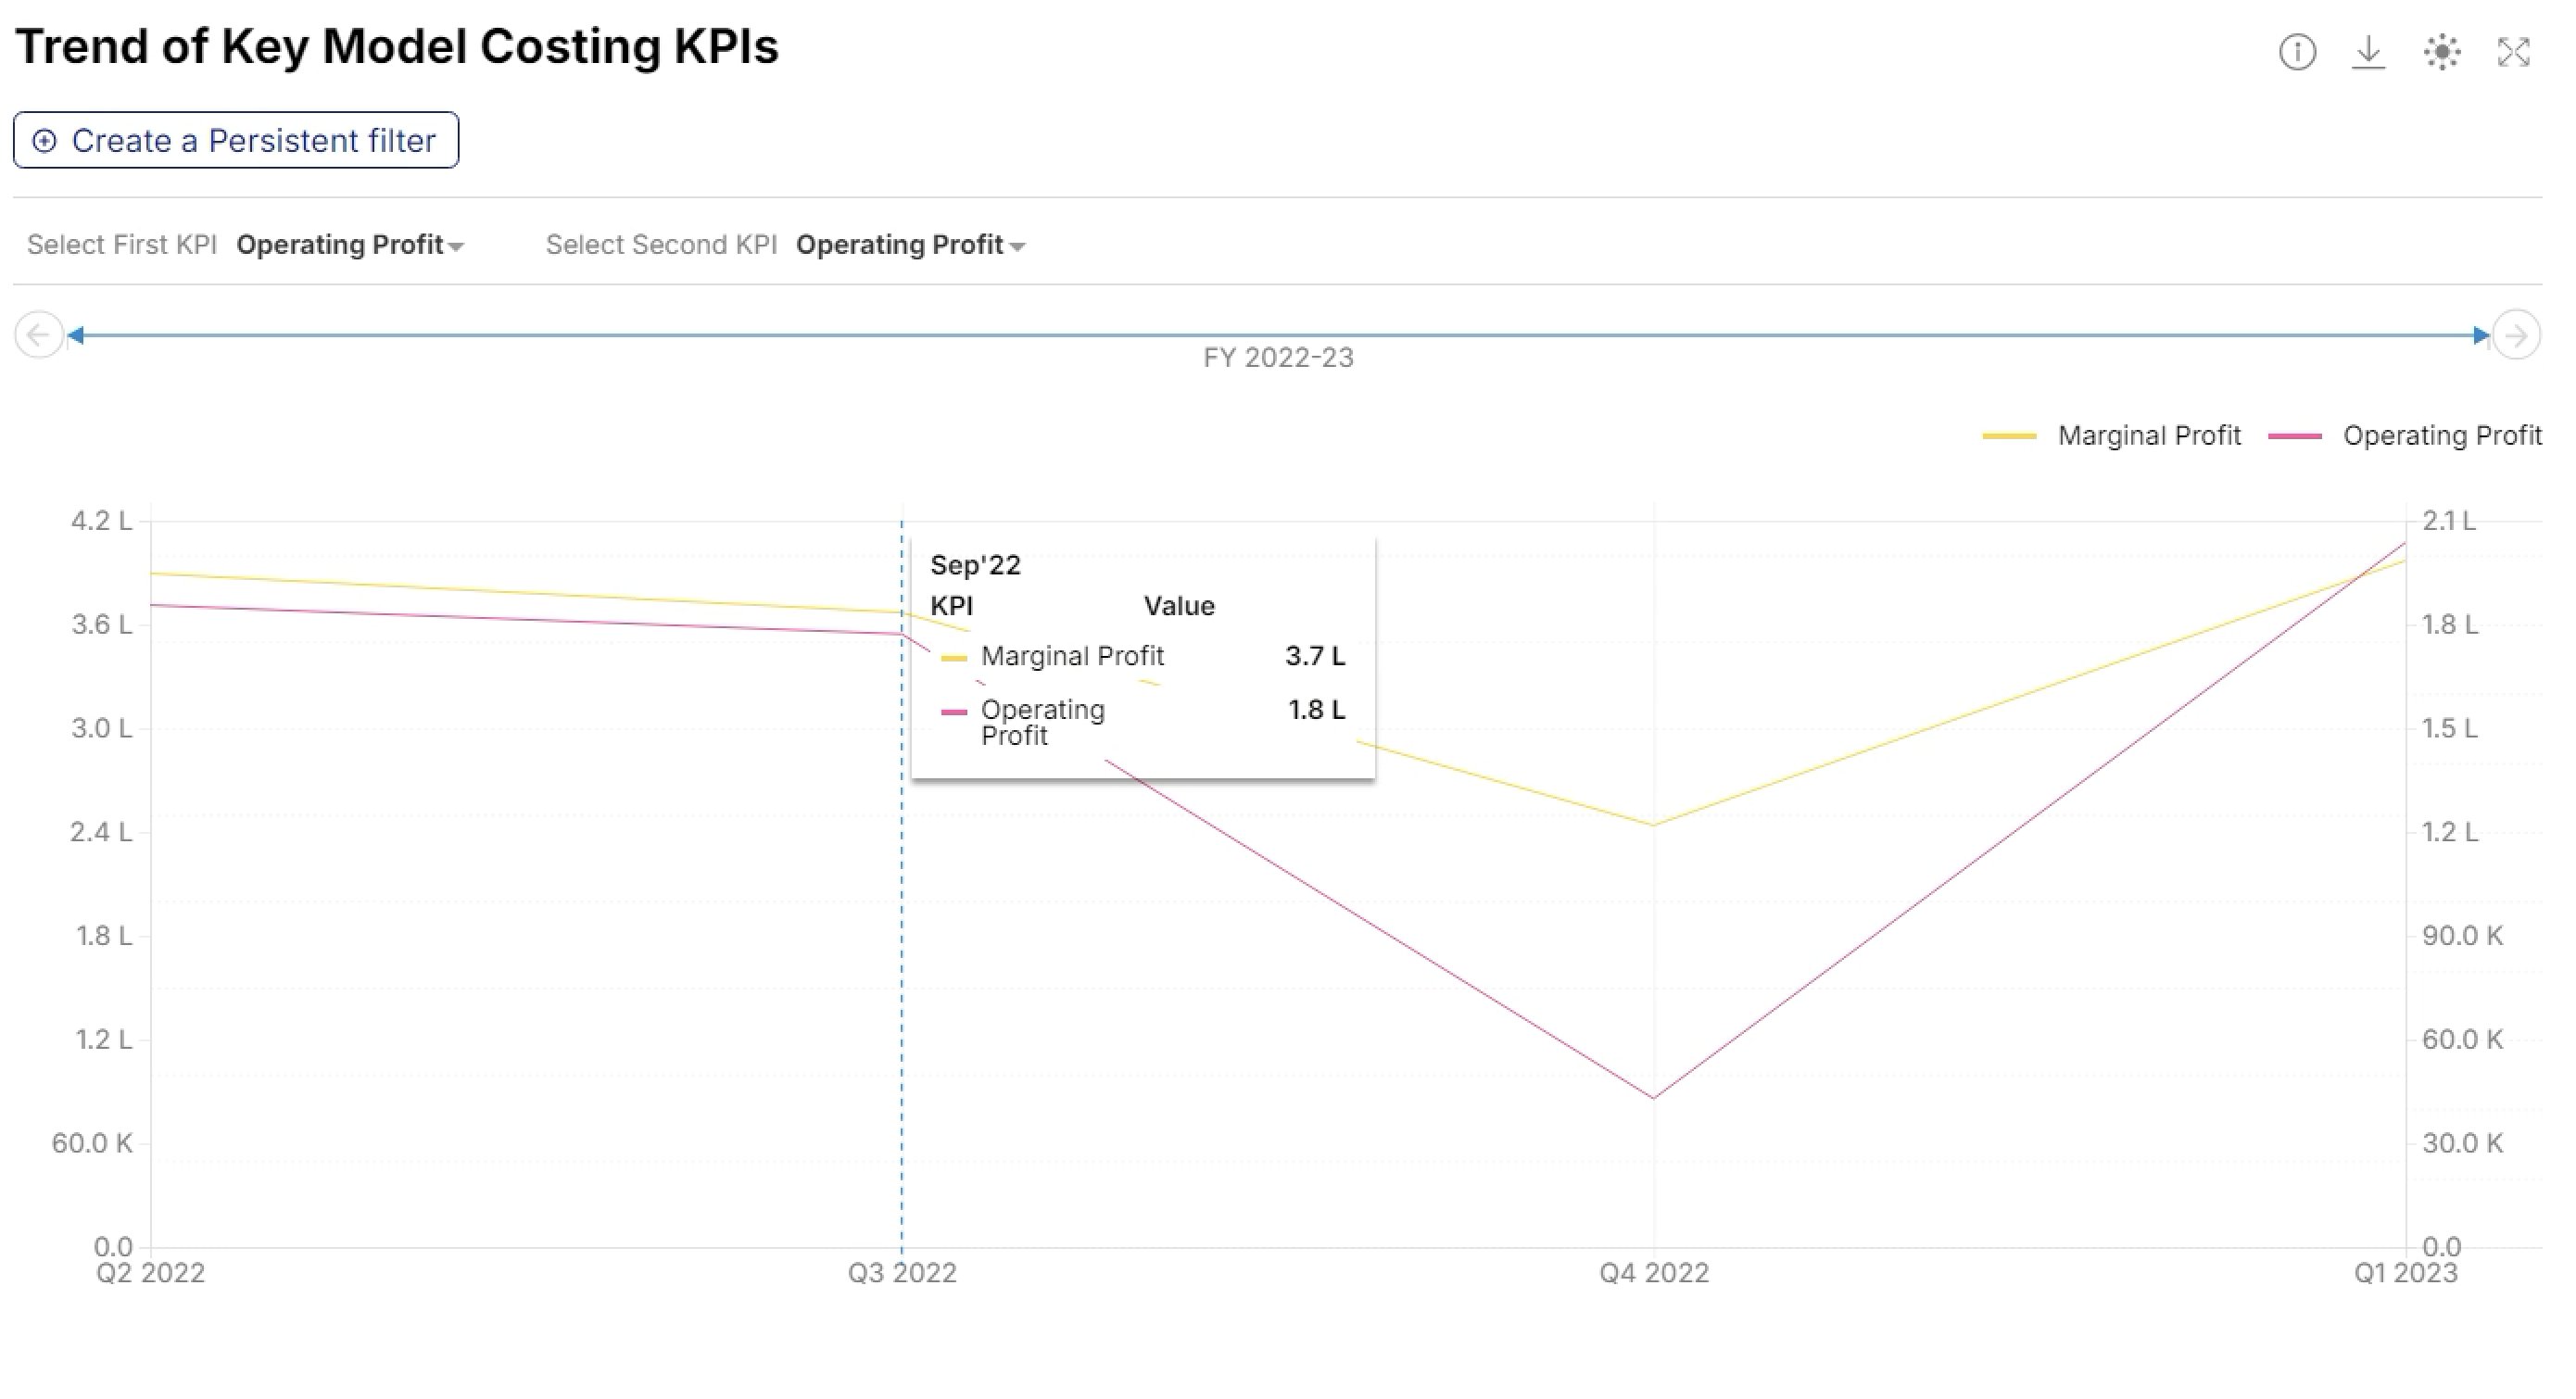 Trend of Key Model Costing KPIs
Create a Persistent filter
Select First KPI Operating Profit Select Second KPI Operating Profit
FY 2022-23
Marginal Profit Operating Profit
4.2 L 2.1 L
Sep'22
KPI Value
3.6 L 1.8 L
Marginal Profit 3.7 L
Operating 1.8 L
Profit
3.0 L 1.5 L
2.4 L 1.2 L
1.8 L 90.0 K
1.2 L 60.0 K
60.0 K 30.0 K
0.0 0.0
Q2 2022 Q3 2022 Q4 2022 Q1 2023